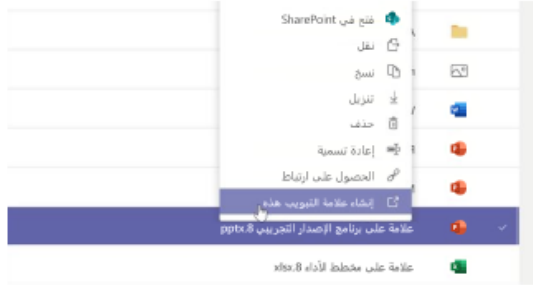 فتح في SharePoint
نقل
نسخ
تنزيل
حذف
إعادة تسمية
الحصول على ارتباط
إنشاء علامة التبويب هذه
علامة على برنامج الإصدار التجريبي 8.pptx
علامة على مخطط الأداء 8.xlsx